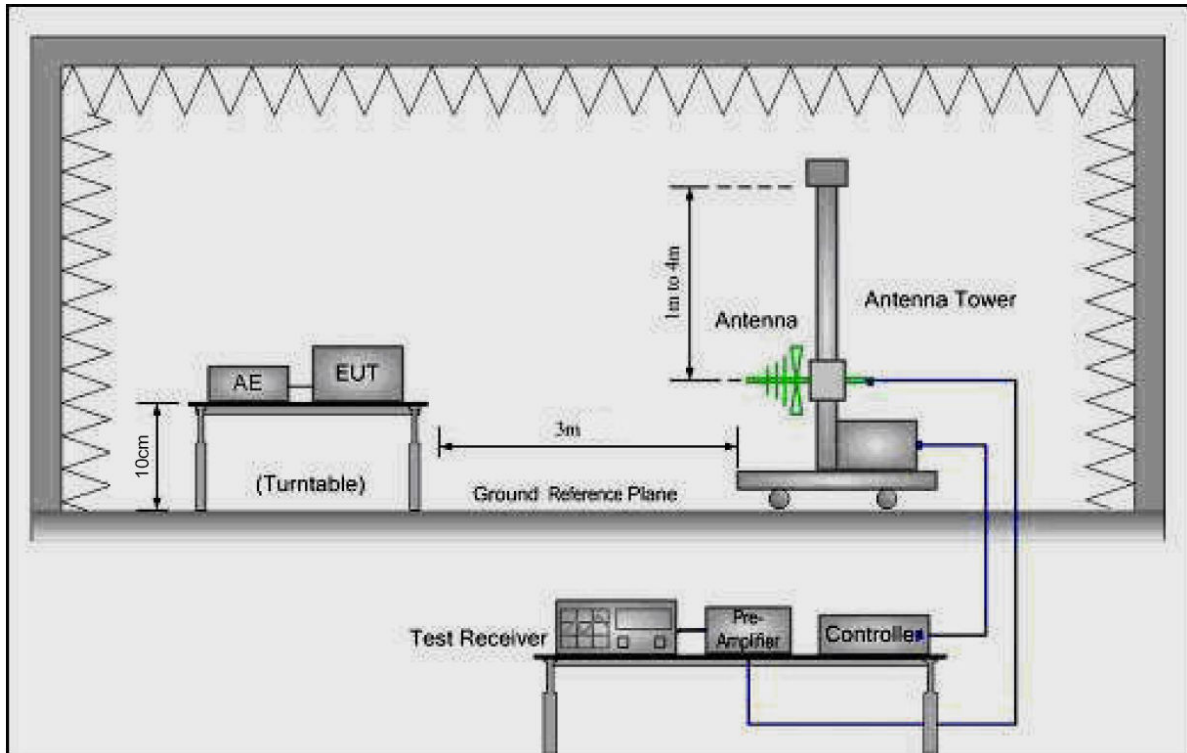 1m to 4m
Antenna Tower
Antenna
AE
EUT
10cm
3m
(Turntable)
Ground Reference Plane
Test Receiver
Pre-
Amplifier
Controller